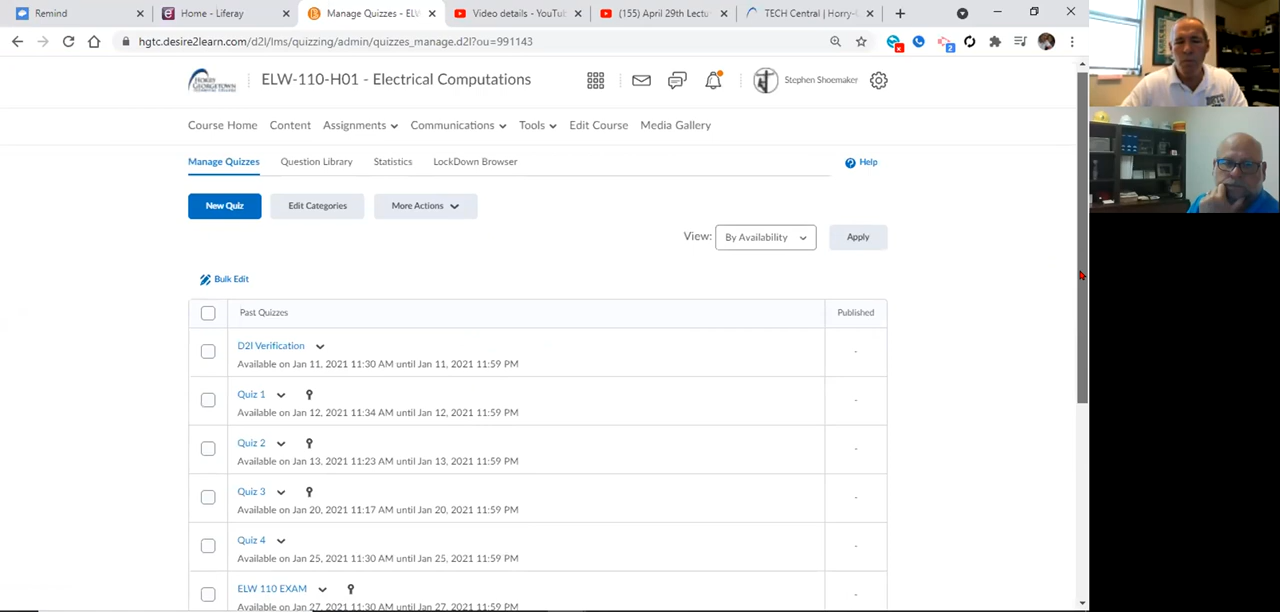 Remind
Home - Liferay
Manage Quizzes - ELW
Video details - YouTub
(155) April 29th Lectu
TECH Central | Horry-
hgtc.desire2learn.com/d2l/lms/quizzing/admin/quizzes_manage.d2l?ou=991143
2
ELW-110-H01 - Electrical Computations
Stephen Shoemaker
Course Home
Content
Assignments
Communications
Tools
Edit Course
Media Gallery
Manage Quizzes
Question Library
Statistics
LockDown Browser
Help
New Quiz
Edit Categories
More Actions
View:
By Availability
Apply
Bulk Edit
Past Quizzes
Published
D2l Verification
Available on Jan 11, 2021 11:30 AM until Jan 11, 2021 11:59 PM
-
Quiz 1
Available on Jan 12, 2021 11:34 AM until Jan 12, 2021 11:59 PM
-
Quiz 2
Available on Jan 13, 2021 11:23 AM until Jan 13, 2021 11:59 PM
-
Quiz 3
Available on Jan 20, 2021 11:17 AM until Jan 20, 2021 11:59 PM
-
Quiz 4
Available on Jan 25, 2021 11:30 AM until Jan 25, 2021 11:59 PM
-
ELW 110 EXAM
Available on Jan 27, 2021 11:30 AM until Jan 27, 2021 11:59 PM
-